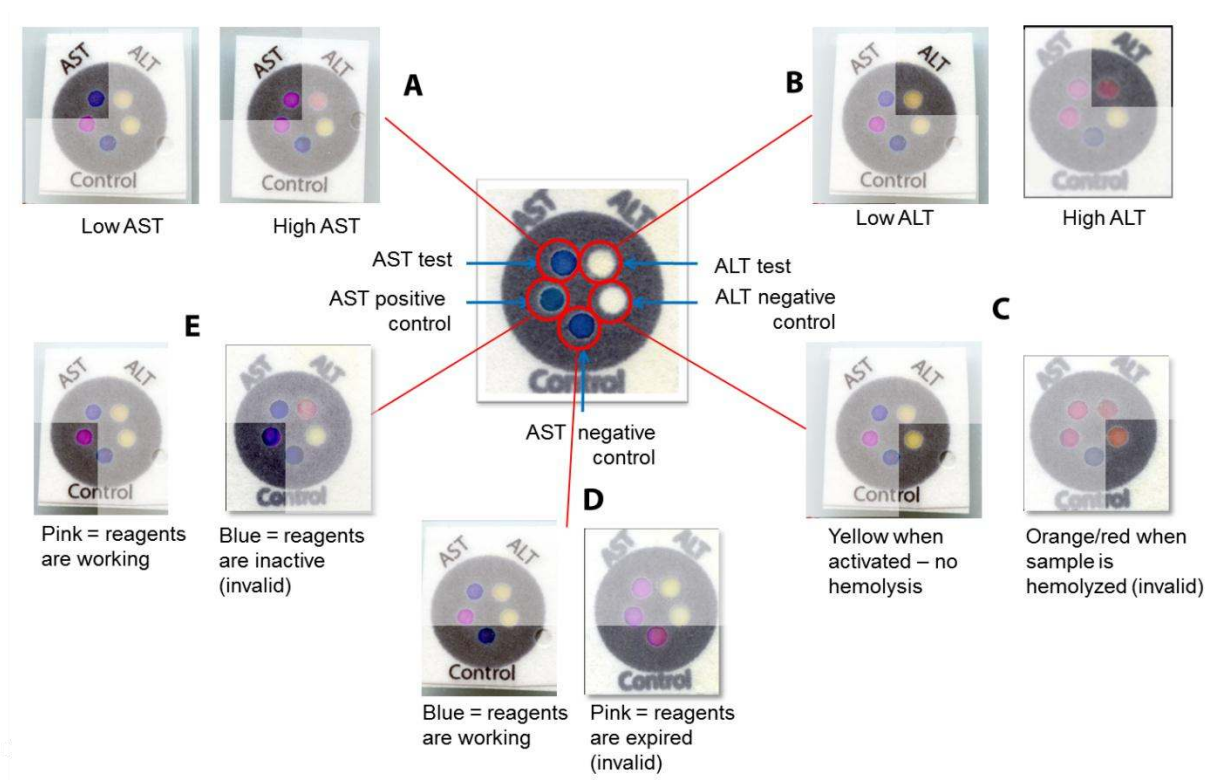 AST ALT
Control
Low AST
AST ALT
Control
High AST
A
B
AST ALT
Control
Low ALT
AST ALT
Control
High ALT
AST ALT
Control
AST test
AST positive
control
ALT test
ALT negative
control
AST negative
control
E
AST ALT
Control
Pink = reagents
are working
AST ALT
Control
Blue = reagents
are inactive
(invalid)
D
AST ALT
Control
Blue = reagents
are working
AST ALT
Control
Pink = reagents
are expired
(invalid)
C
AST ALT
Control
Yellow when
activated – no
hemolysis
AST ALT
Control
Orange/red when
sample is
hemolyzed (invalid)